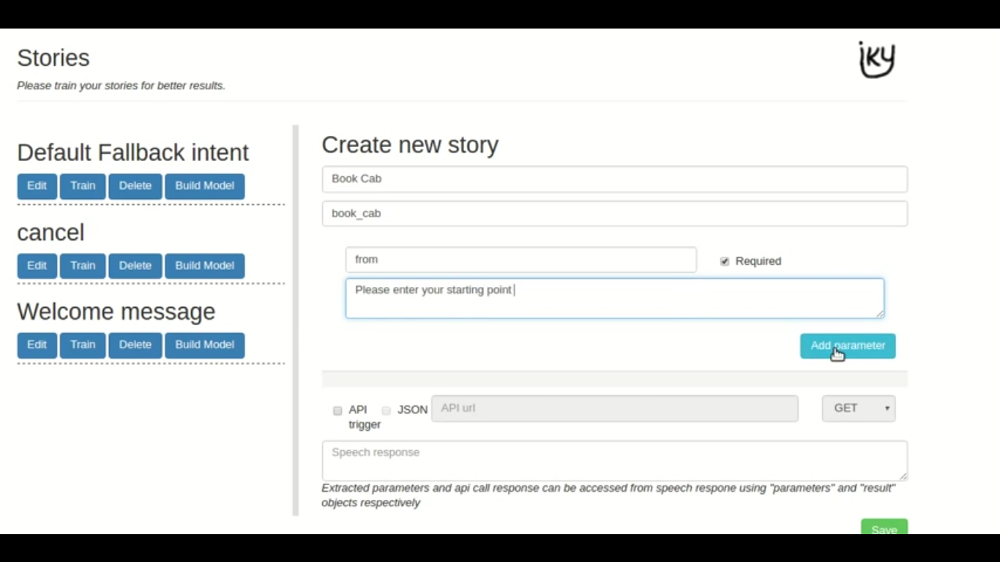 Stories
iky
Please train your stories for better results.
Default Fallback intent
Edit Train Delete Build Model
cancel
Edit Train Delete Build Model
Welcome message
Edit Train Delete Build Model
Create new story
Book Cab
book_cab
from Required
Please enter your starting point
Add parameter
API trigger JSON API url GET
Speech response
Extracted parameters and api call response can be accessed from speech respone using "parameters" and "result"
objects respectively
Save